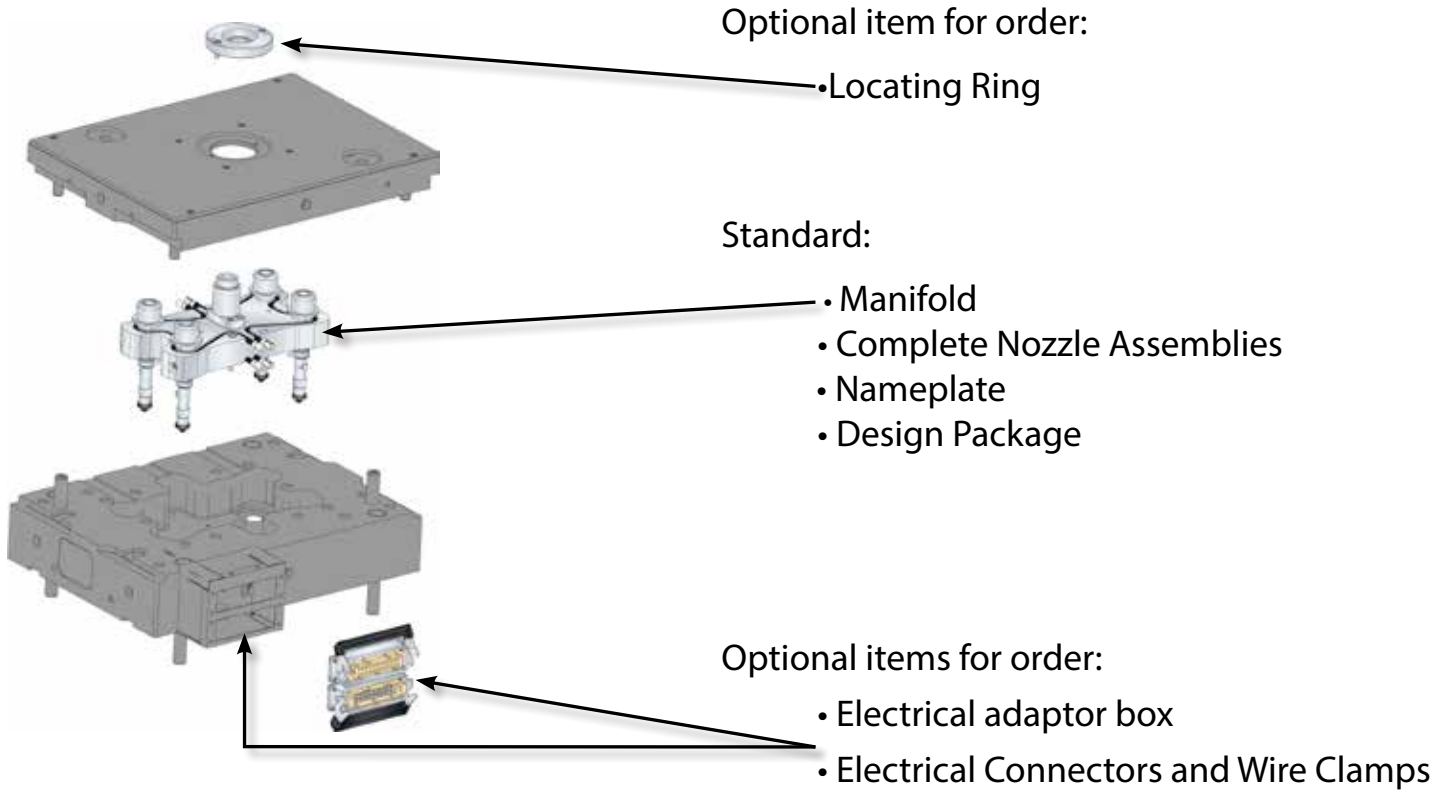 Optional item for order:
•Locating Ring
Standard:
• Manifold
• Complete Nozzle Assemblies
• Nameplate
• Design Package
Optional items for order:
• Electrical adaptor box
• Electrical Connectors and Wire Clamps